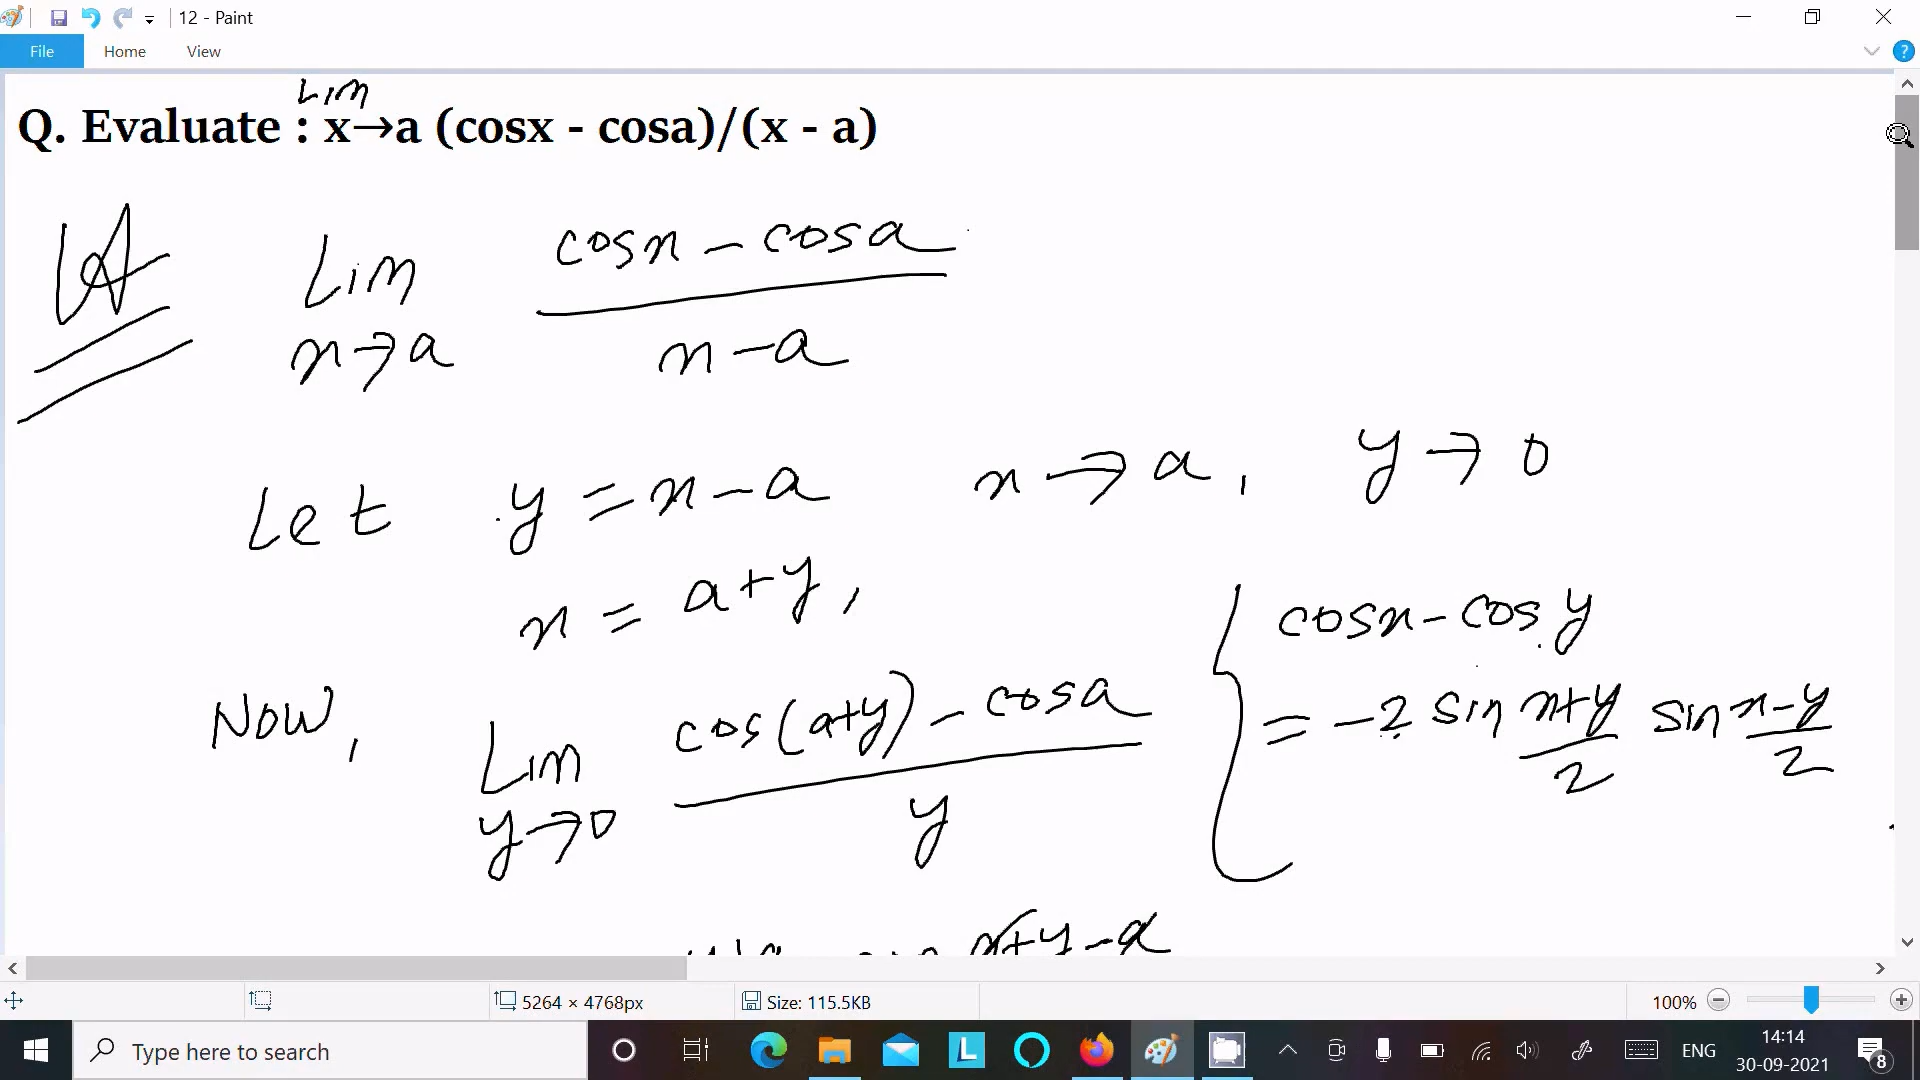 12 - Paint
File Home View
Lim
Q. Evaluate : x→a (cosx - cosa)/(x - a)
Lim cosx - cosa
x→a x-a
Let y = x-a x→a, y→0
x = a+y,
Now, Lim cos(a+y) - cosa
y→0 y
{ cosx - cosy
= -2 sin x+y/2 sin x-y/2
x+y-a
5264 × 4768px Size: 115.5KB 100%
Type here to search
L
ENG
14:14
30-09-2021
8